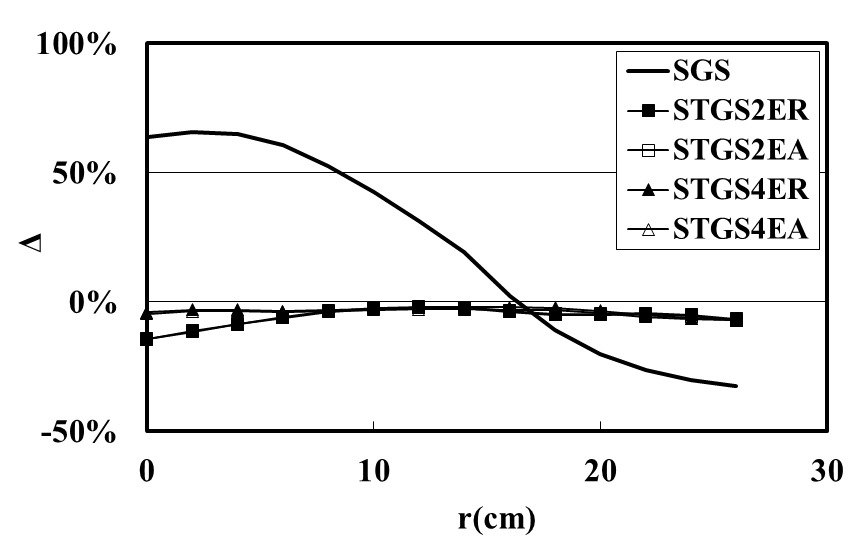 100%
50%
0%
-50%
Δ
0
10
20
30
r(cm)
SGS
STGS2ER
STGS2EA
STGS4ER
STGS4EA